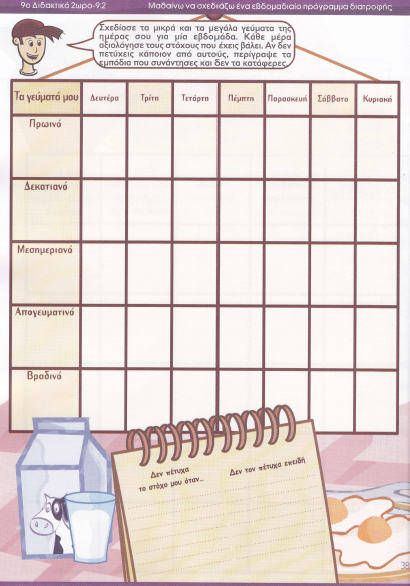 9ο Διδακτικό 2ωρο-9.2
Μαθαίνω να σχεδιάζω ένα εβδομαδιαίο πρόγραμμα διατροφής
Σχεδίασε τα μικρά και τα μεγάλα γεύματα της
ημέρας σου για μία εβδομάδα. Κάθε μέρα
αξιολόγησε τους στόχους που έχεις βάλει. Αν δεν
πετύχεις κάποιον από αυτούς, περίγραψε τα
εμπόδια που συνάντησες και δεν τα κατάφερες.
Τα γεύματά μου Δευτέρα Τρίτη Τετάρτη Πέμπτη Παρασκευή Σάββατο Κυριακή
Πρωινό
Δεκατιανό
Μεσημεριανό
Απογευματινό
Βραδινό
Δεν πέτυχα
το στόχο μου όταν...
Δεν τον πέτυχα επειδή